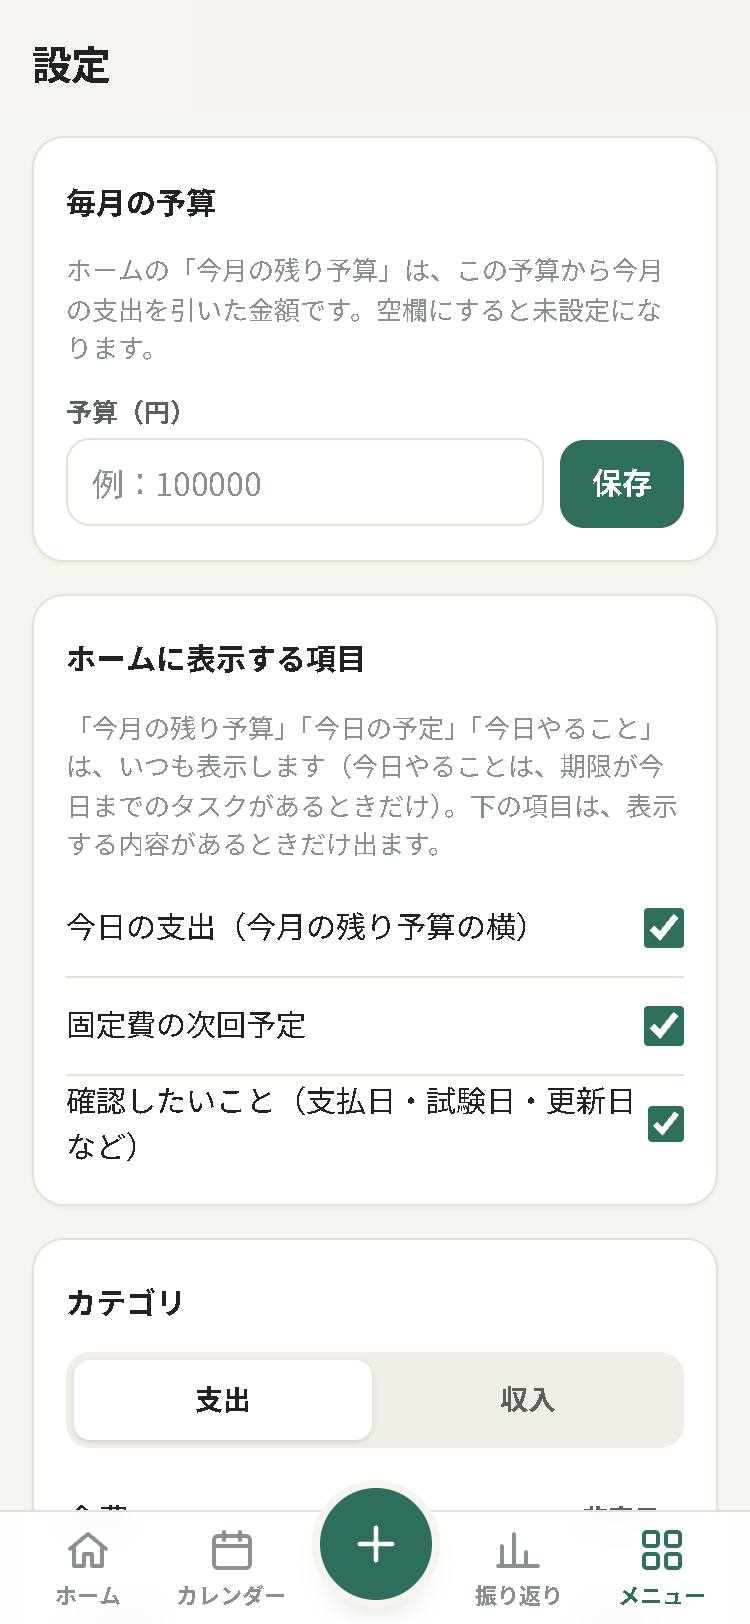 設定
毎月の予算
ホームの「今月の残り予算」は、この予算から今月
の支出を引いた金額です。空欄にすると未設定にな
ります。
予算（円）
例：100000
保存
ホームに表示する項目
「今月の残り予算」「今日の予定」「今日やること」
は、いつも表示します（今日やることは、期限が今
日までのタスクがあるときだけ）。下の項目は、表示
する内容があるときだけ出ます。
今日の支出（今月の残り予算の横）
固定費の次回予定
確認したいこと（支払日・試験日・更新日
など）
カテゴリ
支出
収入
ホーム
カレンダー
振り返り
メニュー